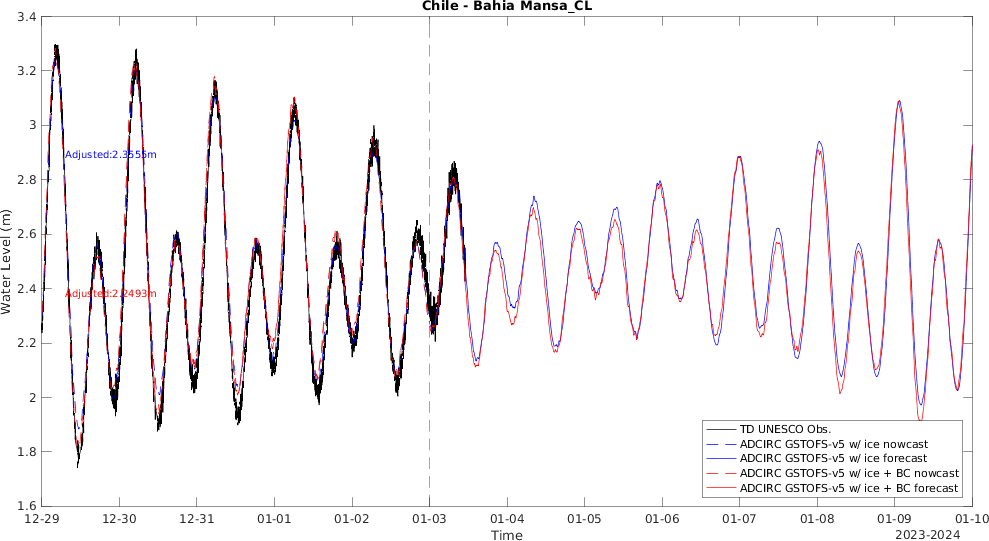 Chile - Bahia Mansa_CL
3.4
3.2
3
2.8
2.6
2.4
2.2
2
1.8
1.6
Water Level (m)
Adjusted:2.3555m
Adjusted:2.2493m
TD UNESCO Obs.
ADCIRC GSTOFS-v5 w/ ice nowcast
ADCIRC GSTOFS-v5 w/ ice forecast
ADCIRC GSTOFS-v5 w/ ice + BC nowcast
ADCIRC GSTOFS-v5 w/ ice + BC forecast
12-29 12-30 12-31 01-01 01-02 01-03 01-04 01-05 01-06 01-07 01-08 01-09 01-10
Time
2023-2024